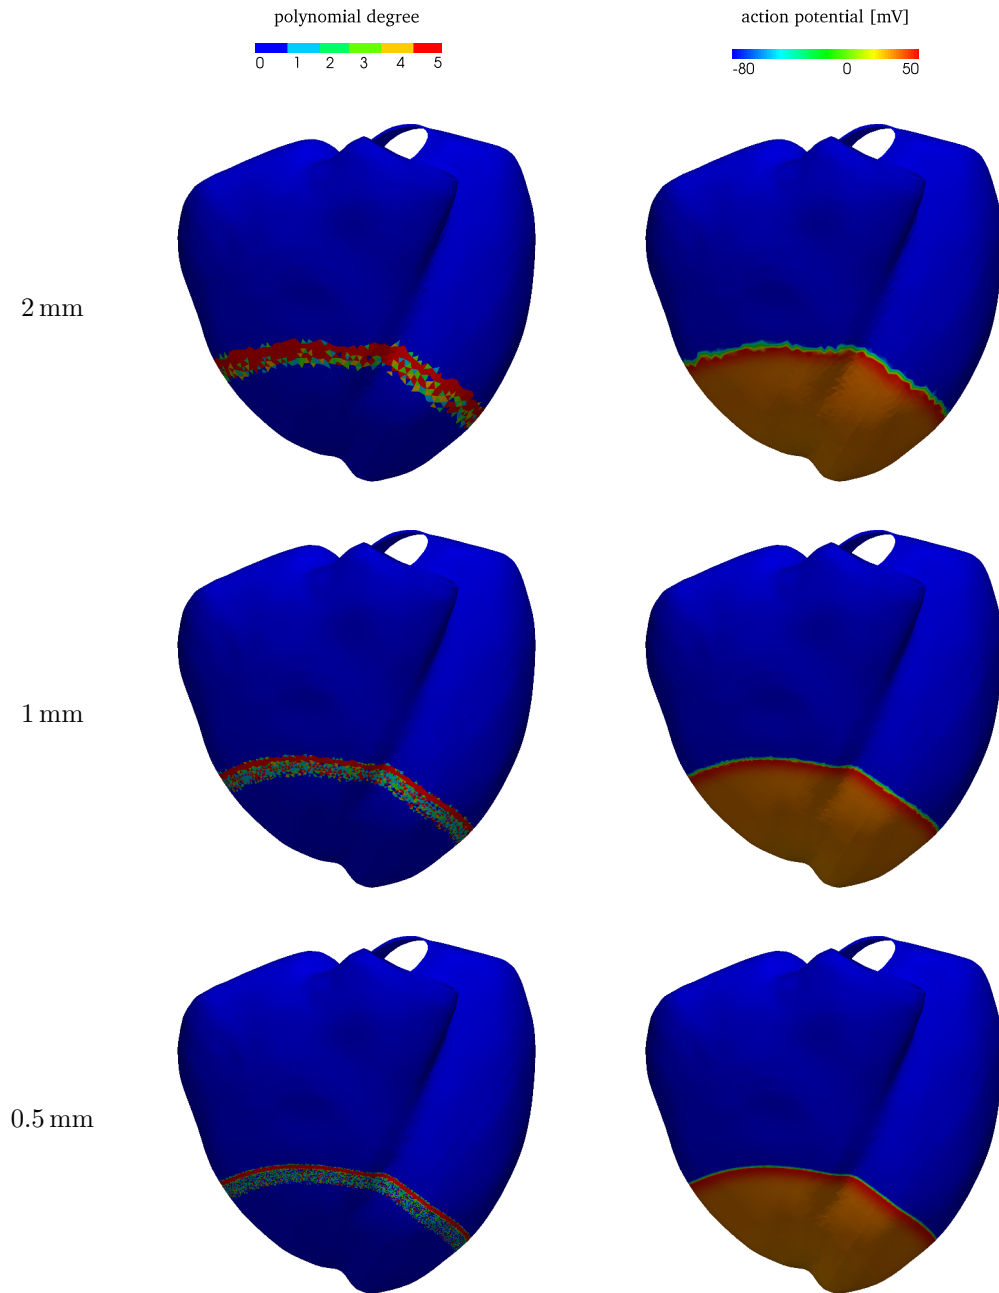 polynomial degree
action potential [mV]
0 1 2 3 4 5
-80 0 50
2 mm
1 mm
0.5 mm